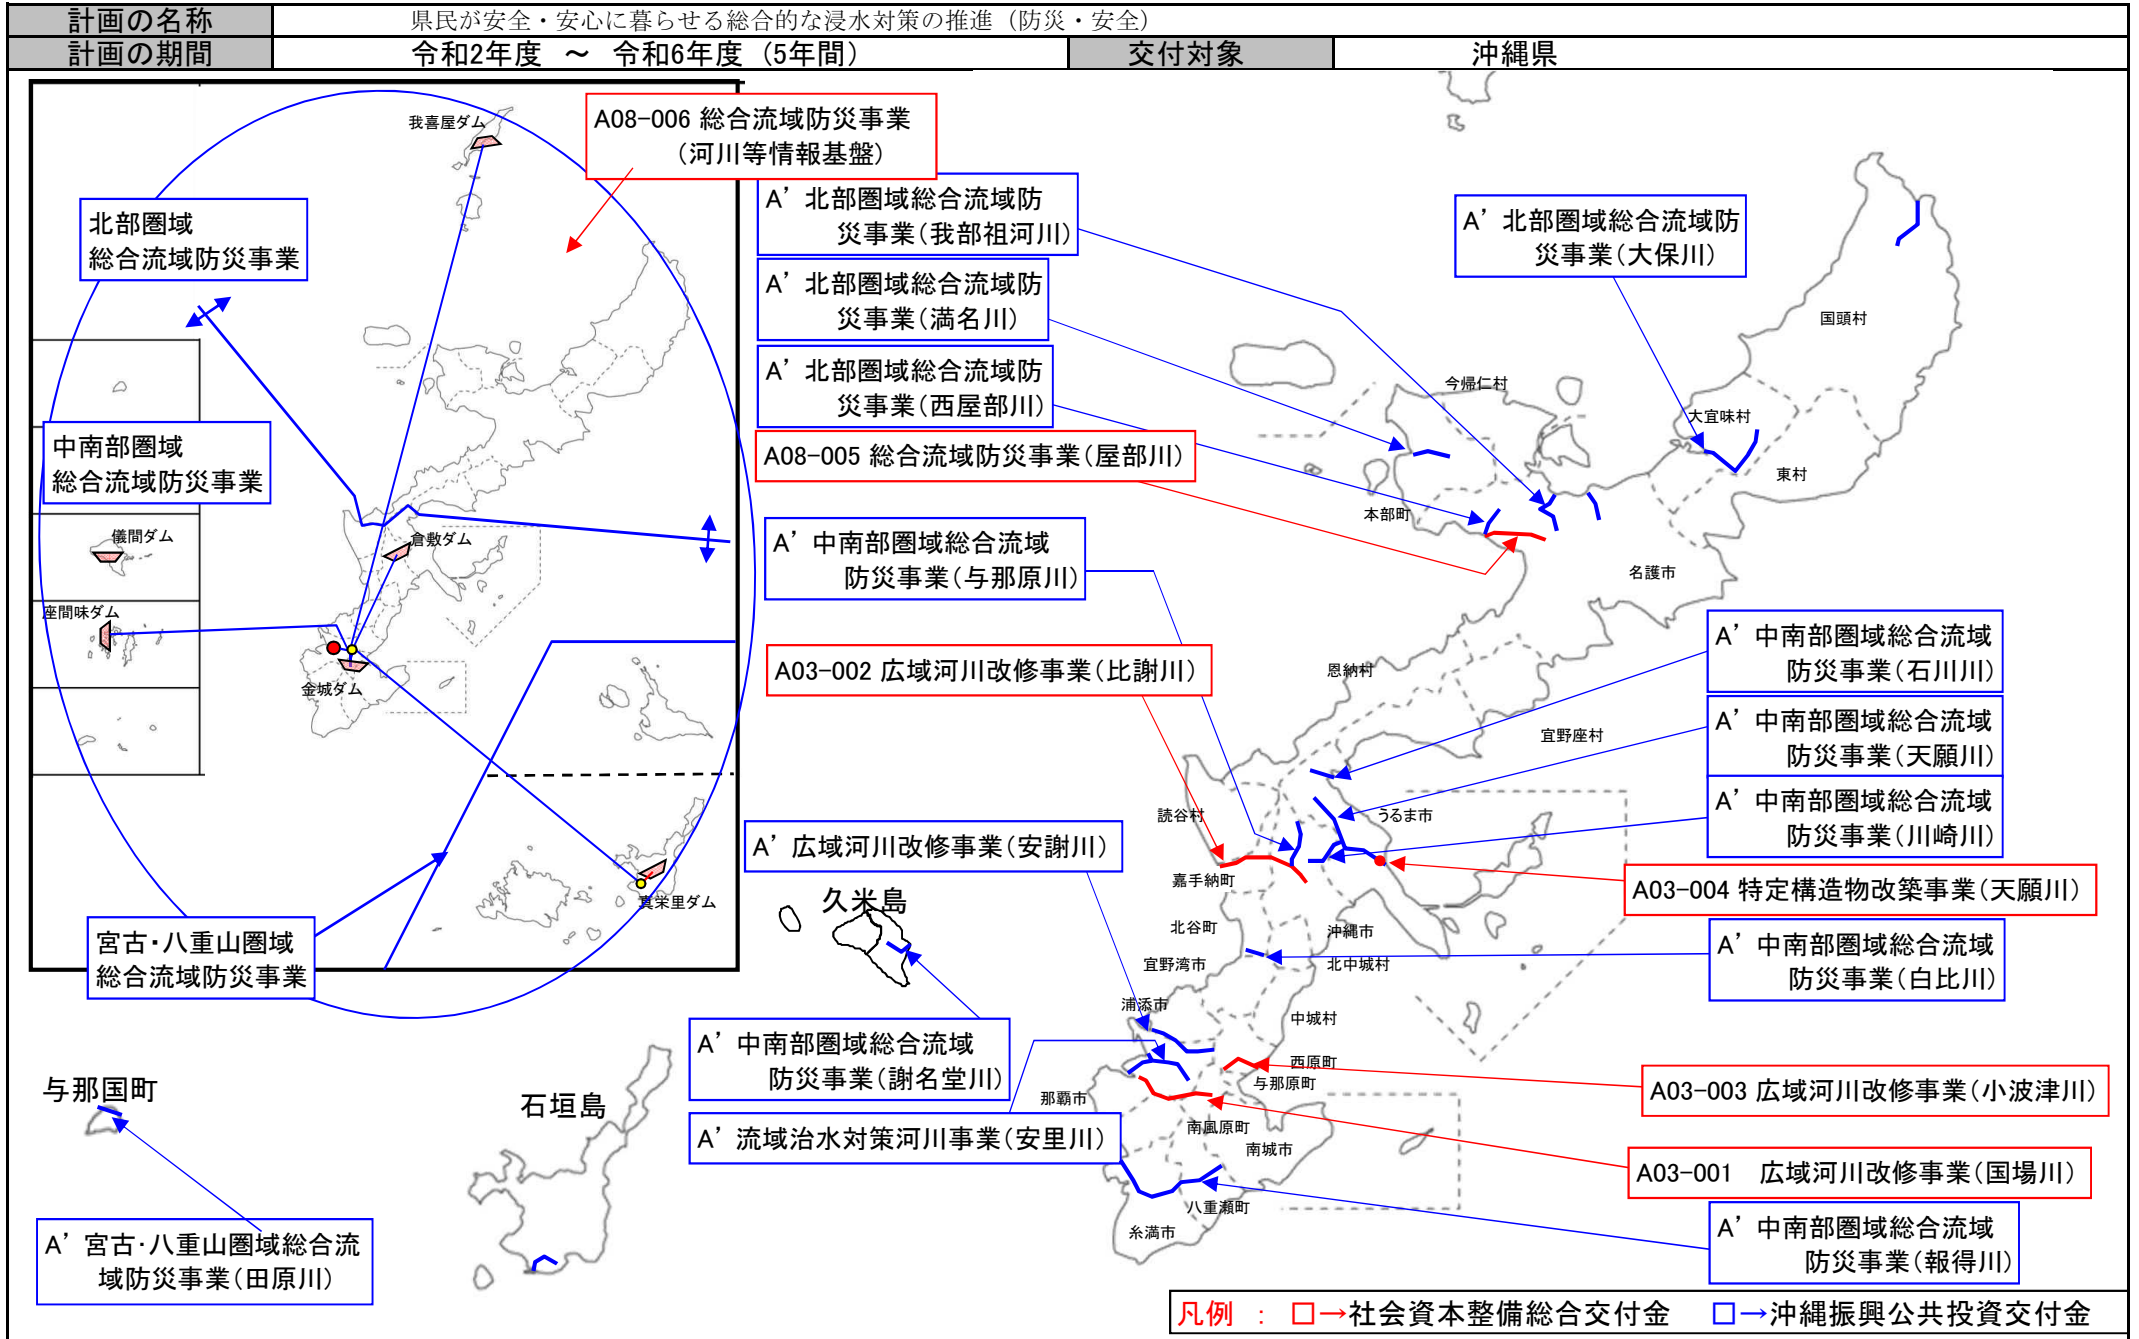 計画の名称 県民が安全・安心に暮らせる総合的な浸水対策の推進（防災・安全）
計画の期間 令和2年度　～　令和6年度（5年間） 交付対象 沖縄県
我喜屋ダム
A08-006 総合流域防災事業
（河川等情報基盤）
北部圏域
総合流域防災事業
中南部圏域
総合流域防災事業
儀間ダム
倉敷ダム
座間味ダム
金城ダム
真栄里ダム
宮古・八重山圏域
総合流域防災事業
A’ 北部圏域総合流域防
災事業（我部祖河川）
A’ 北部圏域総合流域防
災事業（満名川）
A’ 北部圏域総合流域防
災事業（西屋部川）
A08-005 総合流域防災事業（屋部川）
A’ 中南部圏域総合流域
防災事業（与那原川）
A03-002 広域河川改修事業（比謝川）
A’ 北部圏域総合流域防
災事業（大保川）
国頭村
今帰仁村
大宜味村
東村
本部町
名護市
恩納村
宜野座村
読谷村
うるま市
嘉手納町
北谷町
沖縄市
宜野湾市
北中城村
浦添市
中城村
西原町
与那原町
那覇市
南風原町
南城市
八重瀬町
糸満市
A’ 中南部圏域総合流域
防災事業（石川川）
A’ 中南部圏域総合流域
防災事業（天願川）
A’ 中南部圏域総合流域
防災事業（川崎川）
A03-004 特定構造物改築事業（天願川）
A’ 中南部圏域総合流域
防災事業（白比川）
A03-003 広域河川改修事業（小波津川）
A03-001　広域河川改修事業（国場川）
A’ 中南部圏域総合流域
防災事業（報得川）
A’ 広域河川改修事業（安謝川）
久米島
A’ 中南部圏域総合流域
防災事業（謝名堂川）
A’ 流域治水対策河川事業（安里川）
与那国町
石垣島
A’ 宮古・八重山圏域総合流
域防災事業（田原川）
凡例　：　□→社会資本整備総合交付金　□→沖縄振興公共投資交付金